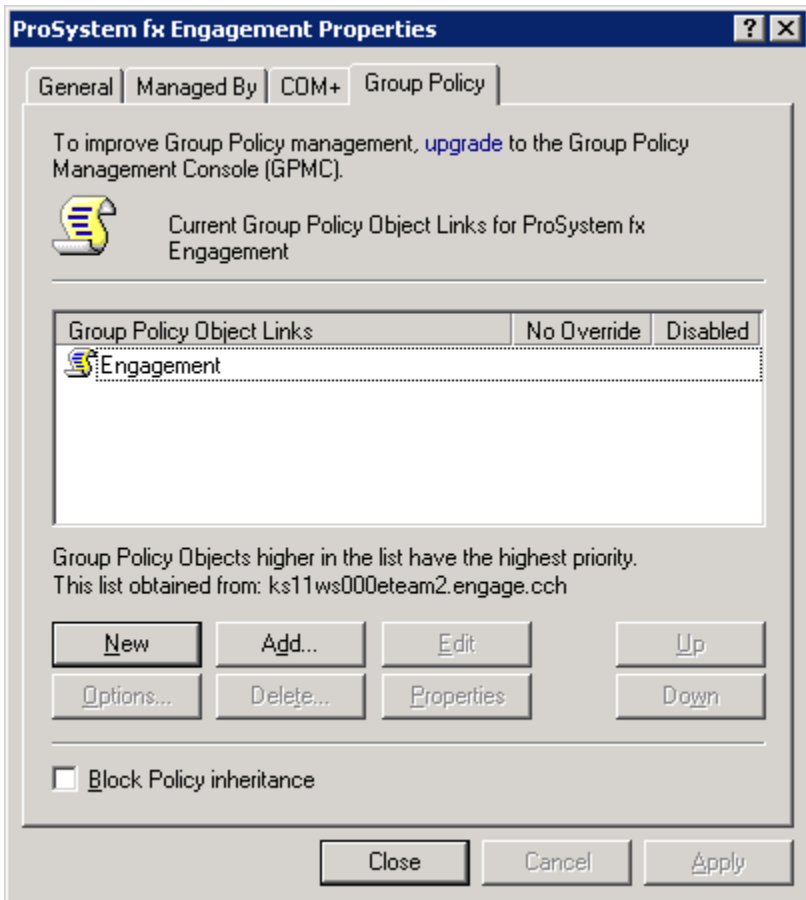 ProSystem fx Engagement Properties
General Managed By COM+ Group Policy
To improve Group Policy management, upgrade to the Group Policy
Management Console (GPMC).
Current Group Policy Object Links for ProSystem fx
Engagement
Group Policy Object Links No Override Disabled
Engagement
Group Policy Objects higher in the list have the highest priority.
This list obtained from: ks11ws000eteam2.engage.cch
New Add... Edit Up
Options... Delete... Properties Down
Block Policy inheritance
Close Cancel Apply